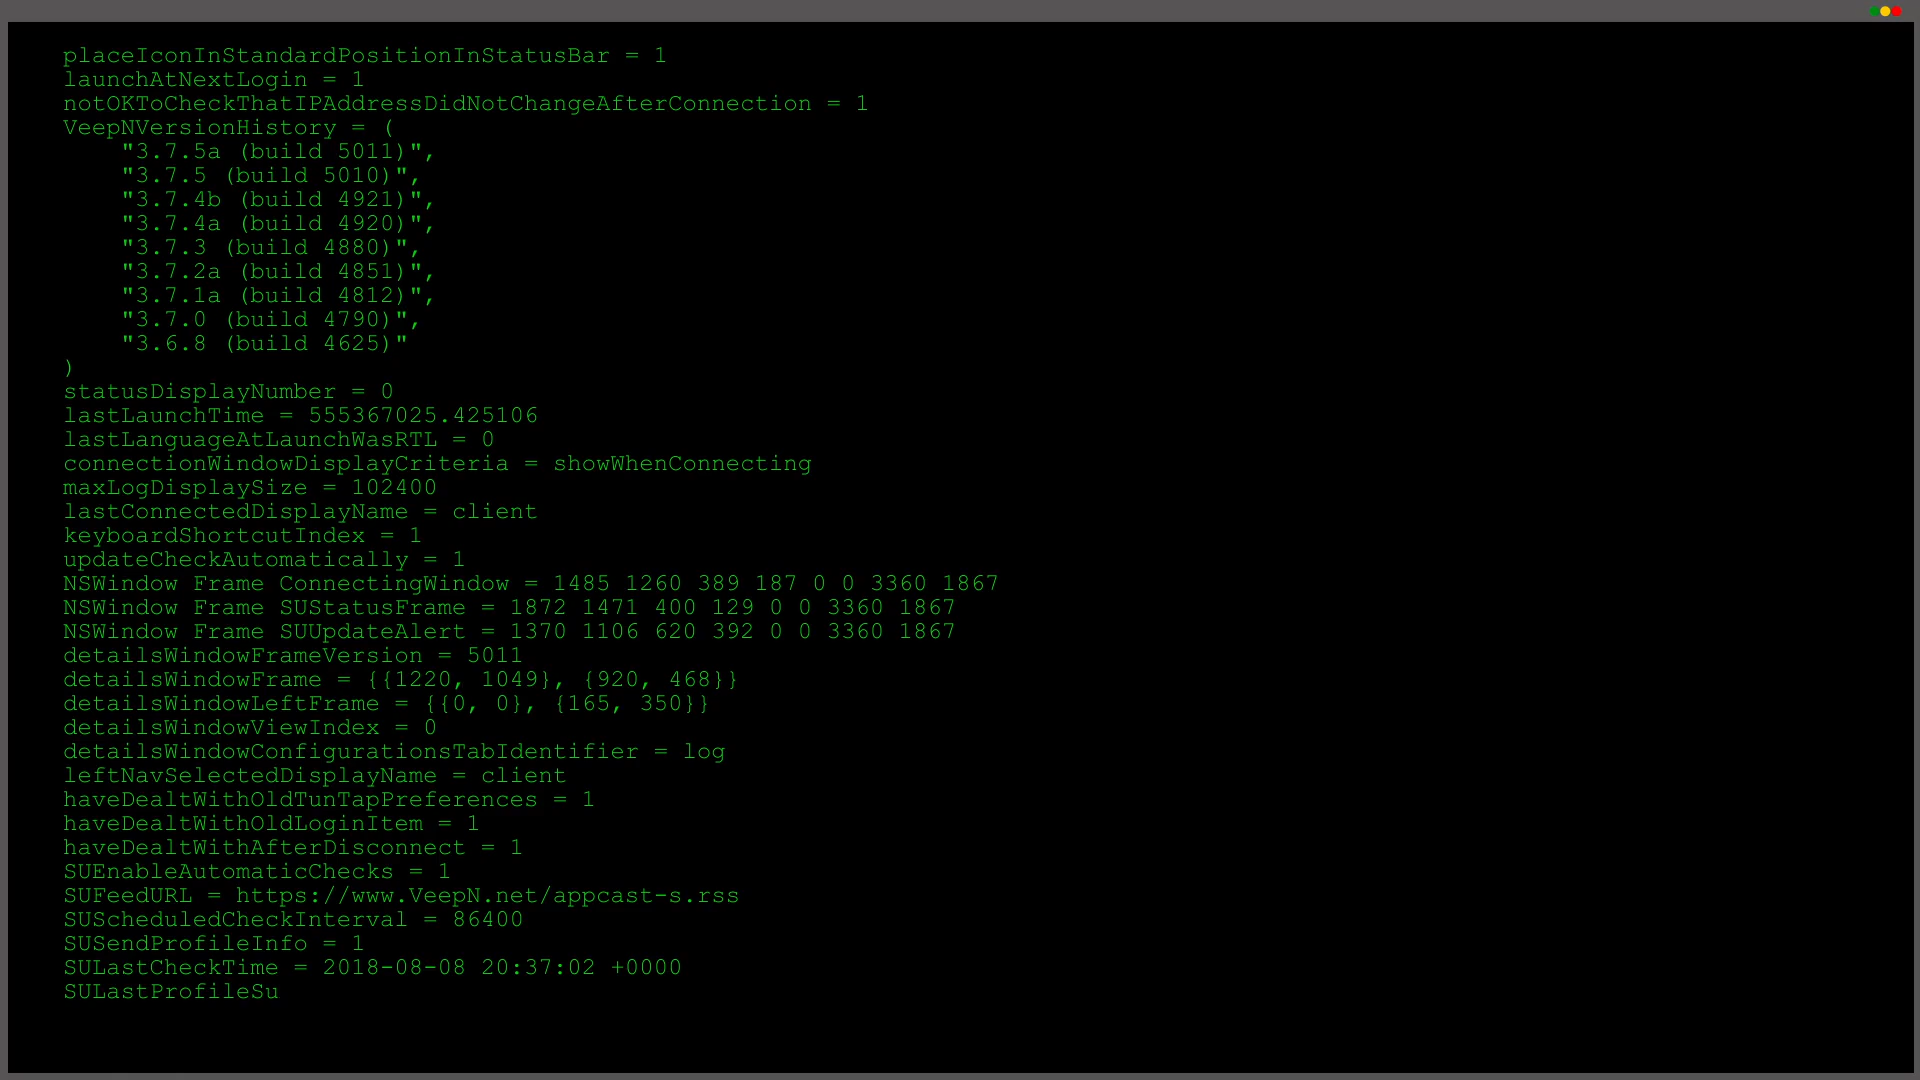 placeIconInStandardPositionInStatusBar = 1
launchAtNextLogin = 1
notOKToCheckThatIPAddressDidNotChangeAfterConnection = 1
VeepNVersionHistory = (
    "3.7.5a (build 5011)",
    "3.7.5 (build 5010)",
    "3.7.4b (build 4921)",
    "3.7.4a (build 4920)",
    "3.7.3 (build 4880)",
    "3.7.2a (build 4851)",
    "3.7.1a (build 4812)",
    "3.7.0 (build 4790)",
    "3.6.8 (build 4625)"
)
statusDisplayNumber = 0
lastLaunchTime = 555367025.425106
lastLanguageAtLaunchWasRTL = 0
connectionWindowDisplayCriteria = showWhenConnecting
maxLogDisplaySize = 102400
lastConnectedDisplayName = client
keyboardShortcutIndex = 1
updateCheckAutomatically = 1
NSWindow Frame ConnectingWindow = 1485 1260 389 187 0 0 3360 1867
NSWindow Frame SUStatusFrame = 1872 1471 400 129 0 0 3360 1867
NSWindow Frame SUUpdateAlert = 1370 1106 620 392 0 0 3360 1867
detailsWindowFrameVersion = 5011
detailsWindowFrame = {{1220, 1049}, {920, 468}}
detailsWindowLeftFrame = {{0, 0}, {165, 350}}
detailsWindowViewIndex = 0
detailsWindowConfigurationsTabIdentifier = log
leftNavSelectedDisplayName = client
haveDealtWithOldTunTapPreferences = 1
haveDealtWithOldLoginItem = 1
haveDealtWithAfterDisconnect = 1
SUEnableAutomaticChecks = 1
SUFeedURL = https://www.VeepN.net/appcast-s.rss
SUScheduledCheckInterval = 86400
SUSendProfileInfo = 1
SULastCheckTime = 2018-08-08 20:37:02 +0000
SULastProfileSu